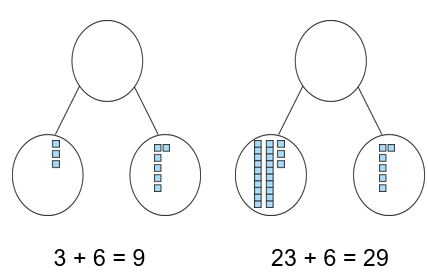 3 + 6 = 9
23 + 6 = 29